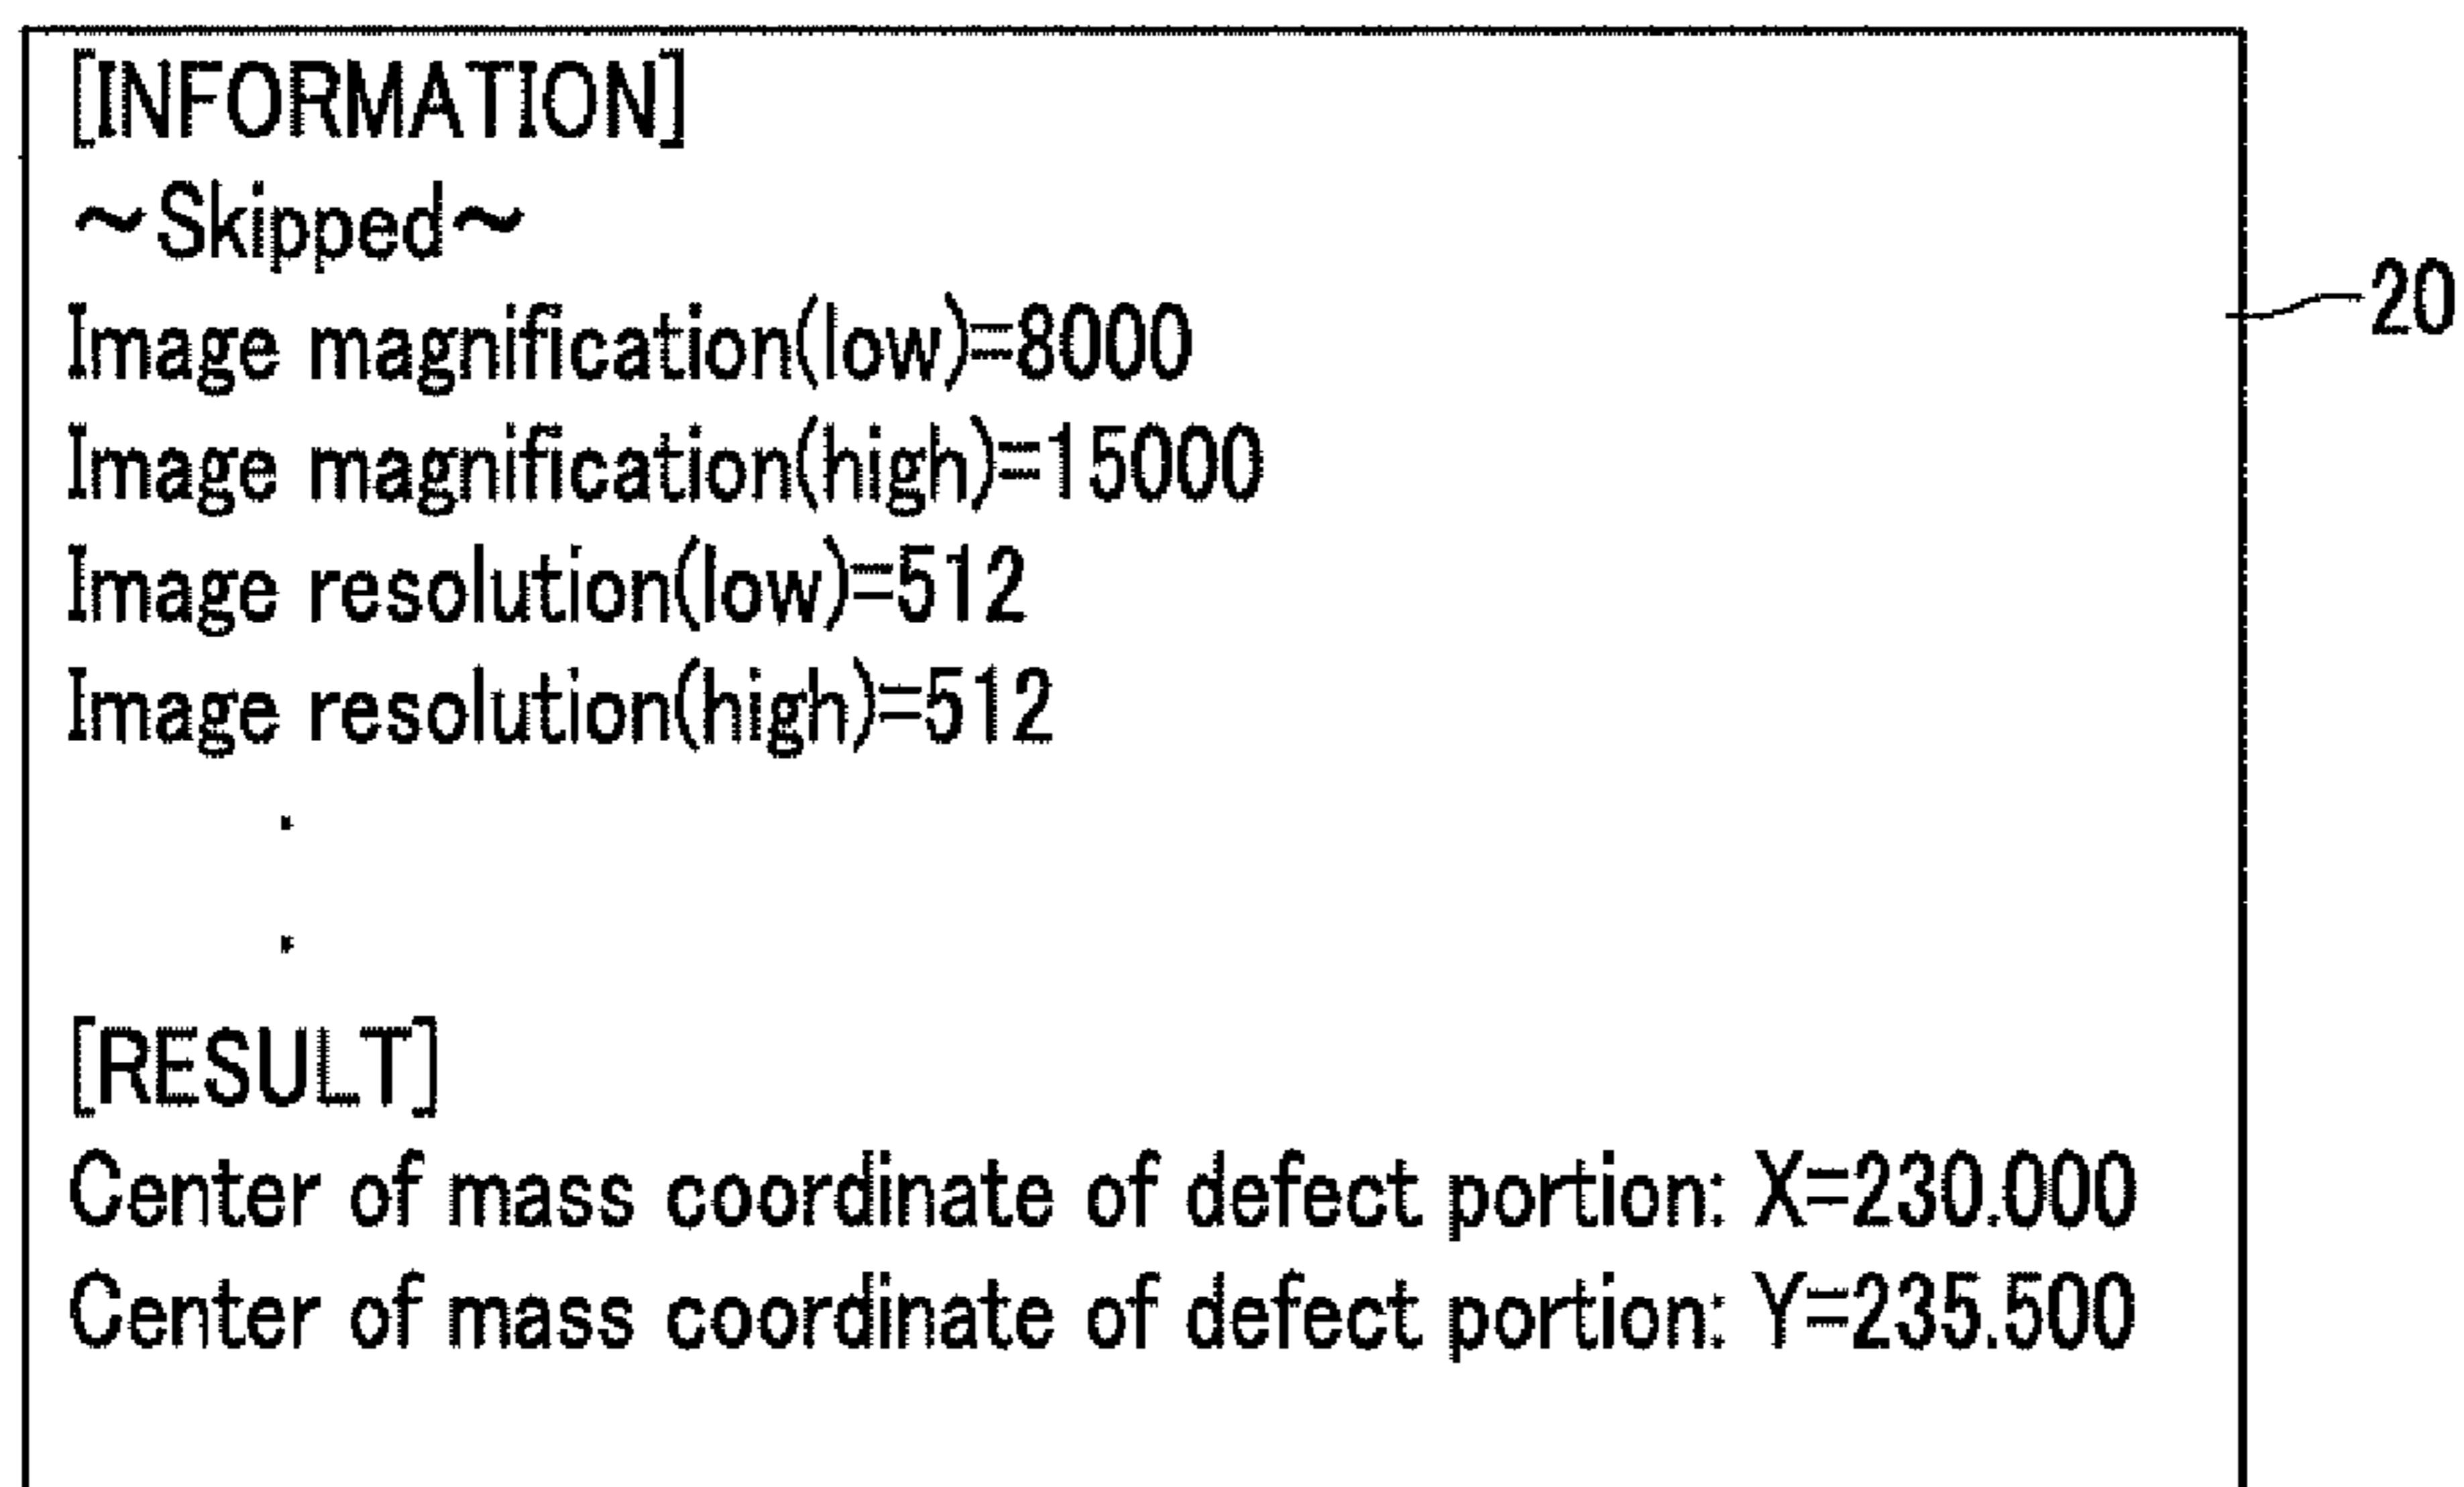 [INFORMATION]
~Skipped~
Image magnification(low)=8000
20
Image magnification(high)=15000
Image resolution(low)=512
Image resolution(high)=512
.
.
[RESULT]
Center of mass coordinate of defect portion: X=230.000
Center of mass coordinate of defect portion: Y=235.500